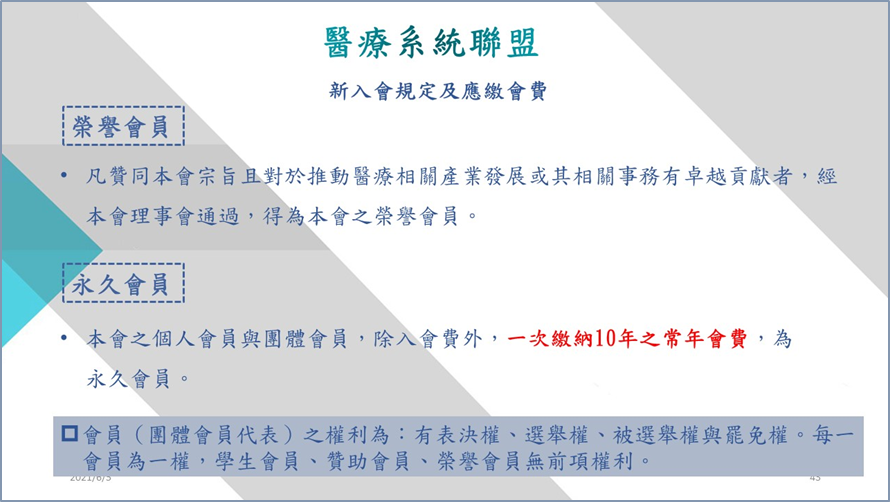 醫療系統聯盟
新入會規定及應繳會費
榮譽會員
• 凡贊同本會宗旨且對於推動醫療相關產業發展或其相關事務有卓越貢獻者，經
本會理事會通過，得為本會之榮譽會員。
永久會員
• 本會之個人會員與團體會員，除入會費外，一次繳納10年之常年會費，為
永久會員。
會員（團體會員代表）之權利為：有表決權、選舉權、被選舉權與罷免權。每一
會員為一權，學生會員、贊助會員、榮譽會員無前項權利。
43